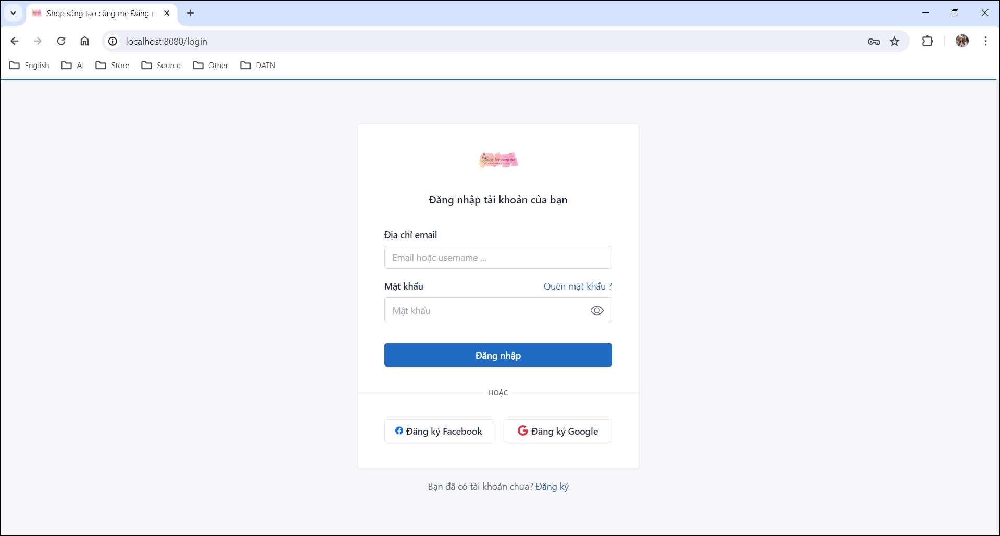 Shop sáng tạo cùng mẹ Đăng n
localhost:8080/login
English AI Store Source Other DATN
Sáng tạo cùng mẹ
Đăng nhập tài khoản của bạn
Địa chỉ email
Email hoặc username ...
Mật khẩu Quên mật khẩu ?
Mật khẩu
Đăng nhập
HOẶC
Đăng ký Facebook Đăng ký Google
Bạn đã có tài khoản chưa? Đăng ký